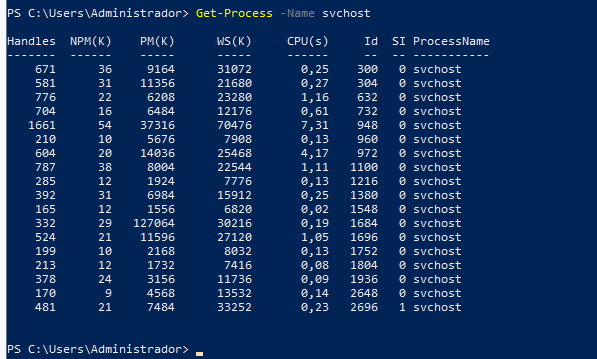 PS C:\Users\Administrador> Get-Process -Name svchost
Handles NPM(K) PM(K) WS(K) CPU(s) Id SI ProcessName
------- ------ ----- ----- ------ -- -- -----------
671 36 9164 31072 0,25 300 0 svchost
581 31 11356 21680 0,27 304 0 svchost
776 22 6208 23280 1,16 632 0 svchost
704 16 6484 12176 0,61 732 0 svchost
1661 54 37316 70476 7,31 948 0 svchost
210 10 5676 7908 0,13 960 0 svchost
604 20 14036 25468 4,17 972 0 svchost
787 38 8004 22544 1,11 1100 0 svchost
285 12 1924 7776 0,13 1216 0 svchost
392 31 6984 15912 0,25 1380 0 svchost
165 12 1556 6820 0,02 1548 0 svchost
332 29 127064 30216 0,19 1684 0 svchost
524 21 11596 27120 1,05 1696 0 svchost
199 10 2168 8032 0,13 1752 0 svchost
213 12 1732 7416 0,08 1804 0 svchost
378 24 3156 11736 0,09 1936 0 svchost
170 9 4568 13532 0,14 2648 0 svchost
481 21 7484 33252 0,23 2696 1 svchost
PS C:\Users\Administrador>